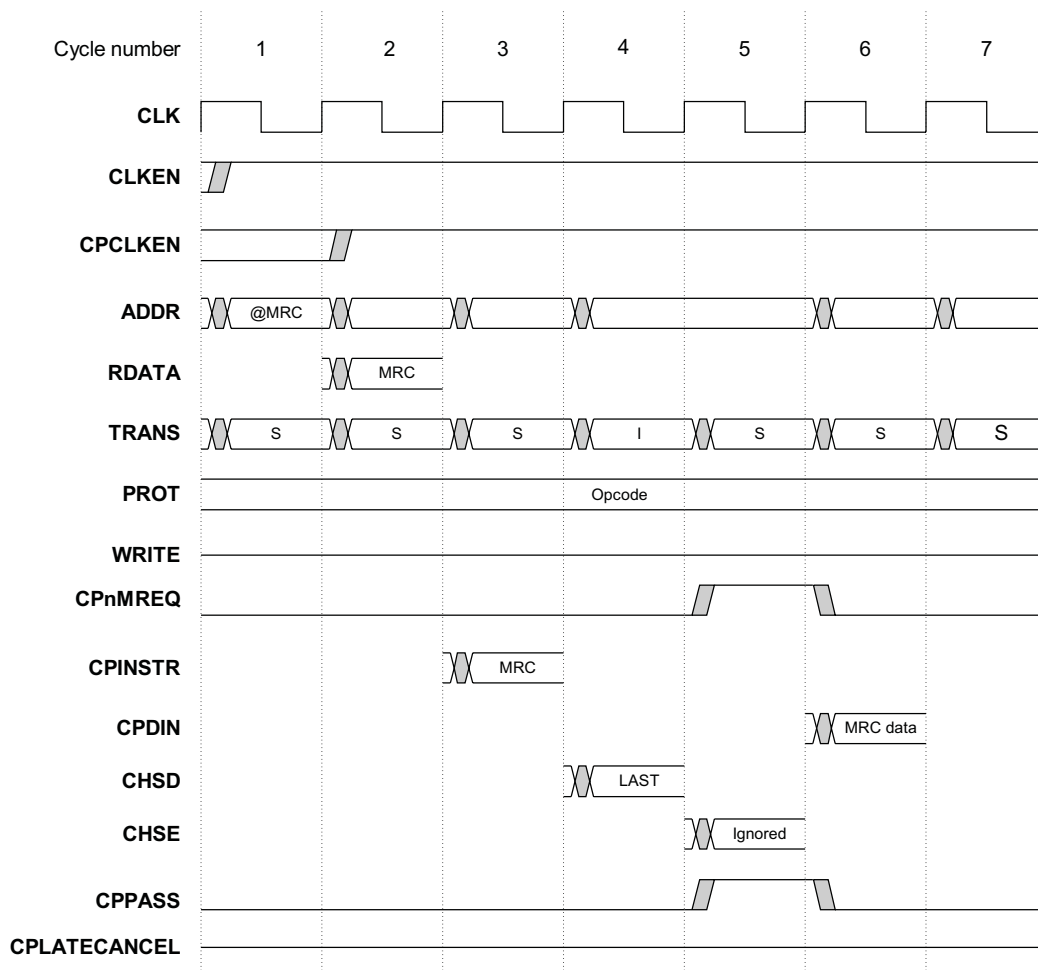 Cycle number 1 2 3 4 5 6 7
CLK
CLKEN
CPCLKEN
ADDR @MRC
RDATA MRC
TRANS S S S I S S S
PROT Opcode
WRITE
CPnMREQ
CPINSTR MRC
CPDIN MRC data
CHSD LAST
CHSE Ignored
CPPASS
CPLATECANCEL